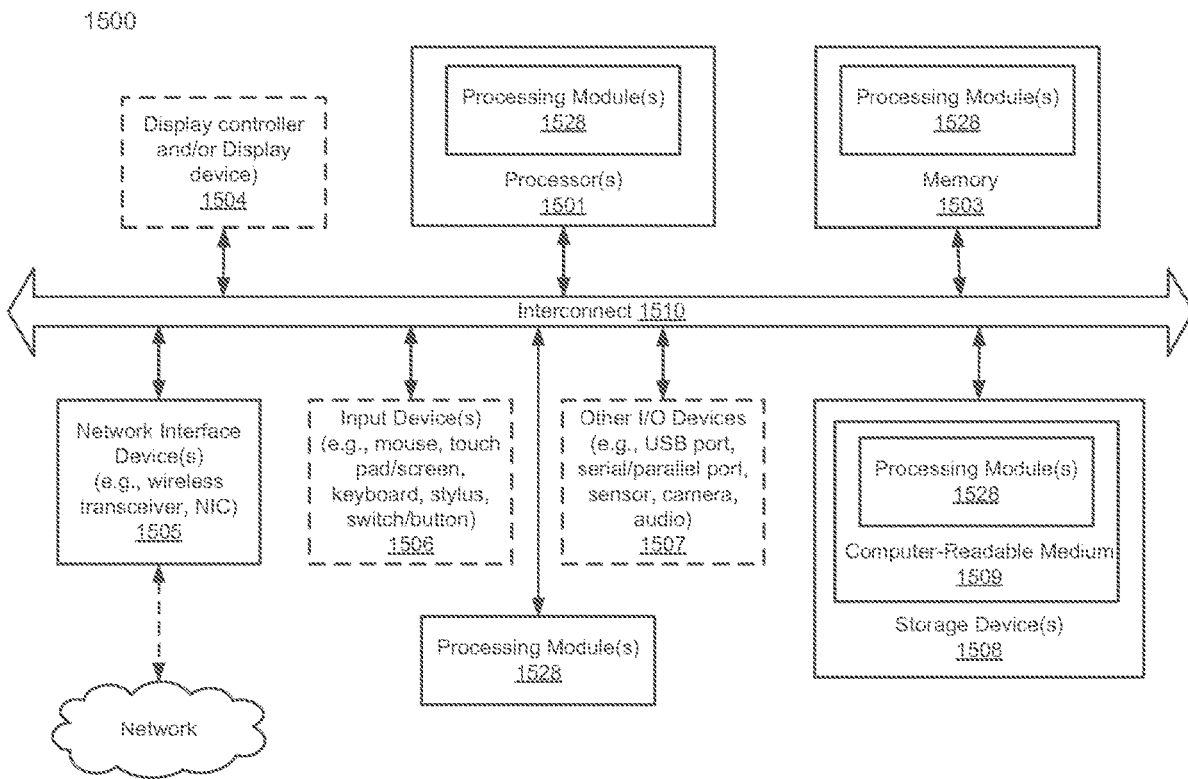 1500
Processing Module(s)
1528
Processor(s)
1501
Processing Module(s)
1528
Memory
1503
Display controller
and/or Display
device)
1504
Interconnect 1510
Network Interface
Device(s)
(e.g., wireless
transceiver, NIC)
1505
Input Device(s)
(e.g., mouse, touch
pad/screen,
keyboard, stylus,
switch/button)
1506
Other I/O Devices
(e.g., USB port,
serial/parallel port,
sensor, camera,
audio)
1507
Processing Module(s)
1528
Computer-Readable Medium
1509
Storage Device(s)
1508
Processing Module(s)
1528
Network